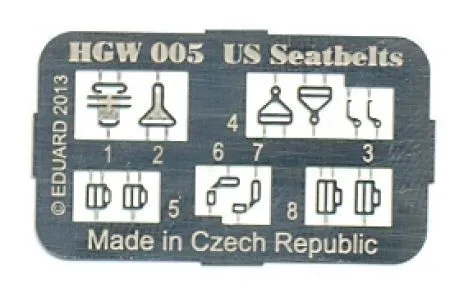 HGW 005 US Seatbelts
© EDUARD 2013
4
1 2 6 7 3
5 8
Made in Czech Republic